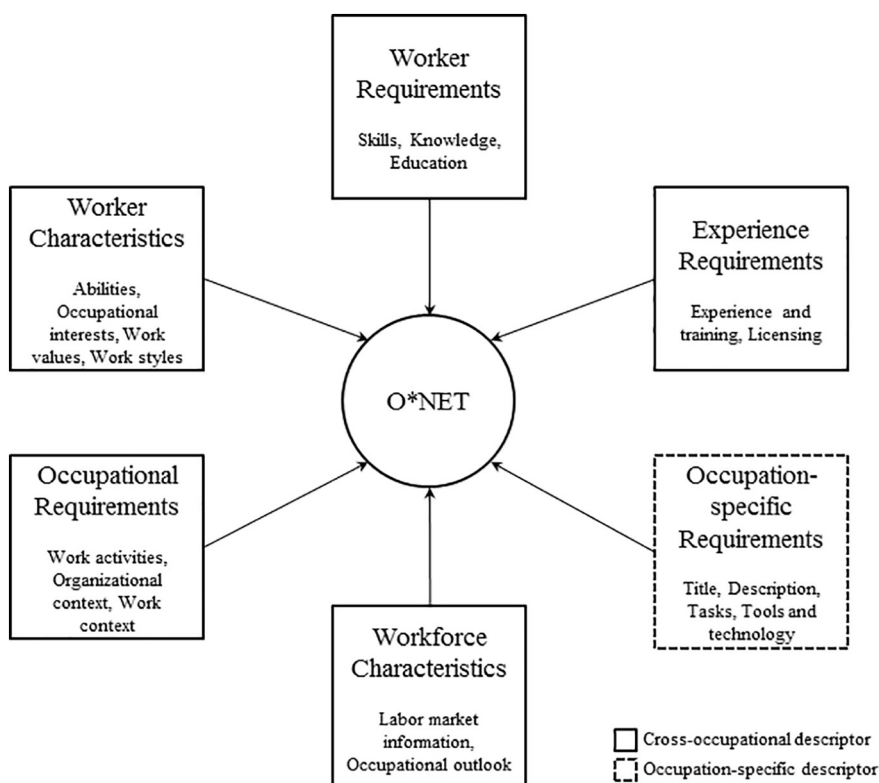 Worker
Requirements
Skills, Knowledge,
Education
Worker
Characteristics
Abilities,
Occupational
interests, Work
values, Work styles
Experience
Requirements
Experience and
training, Licensing
O*NET
Occupational
Requirements
Work activities,
Organizational
context, Work
context
Occupation-
specific
Requirements
Title, Description,
Tasks, Tools and
technology
Workforce
Characteristics
Labor market
information,
Occupational outlook
Cross-occupational descriptor
Occupation-specific descriptor